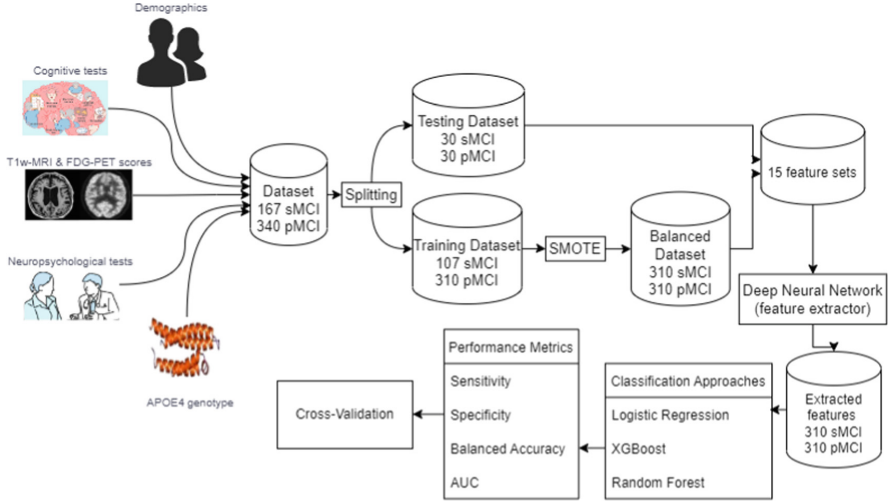 Demographics
Cognitive tests
T1w-MRI & FDG-PET scores
Neuropsychological tests
APOE4 genotype
Dataset
167 sMCI
340 pMCI
Splitting
Testing Dataset
30 sMCI
30 pMCI
Training Dataset
107 sMCI
310 pMCI
SMOTE
Balanced
Dataset
310 sMCI
310 pMCI
15 feature sets
Deep Neural Network
(feature extractor)
Extracted
features
310 sMCI
310 pMCI
Classification Approaches
Logistic Regression
XGBoost
Random Forest
Performance Metrics
Sensitivity
Specificity
Balanced Accuracy
AUC
Cross-Validation